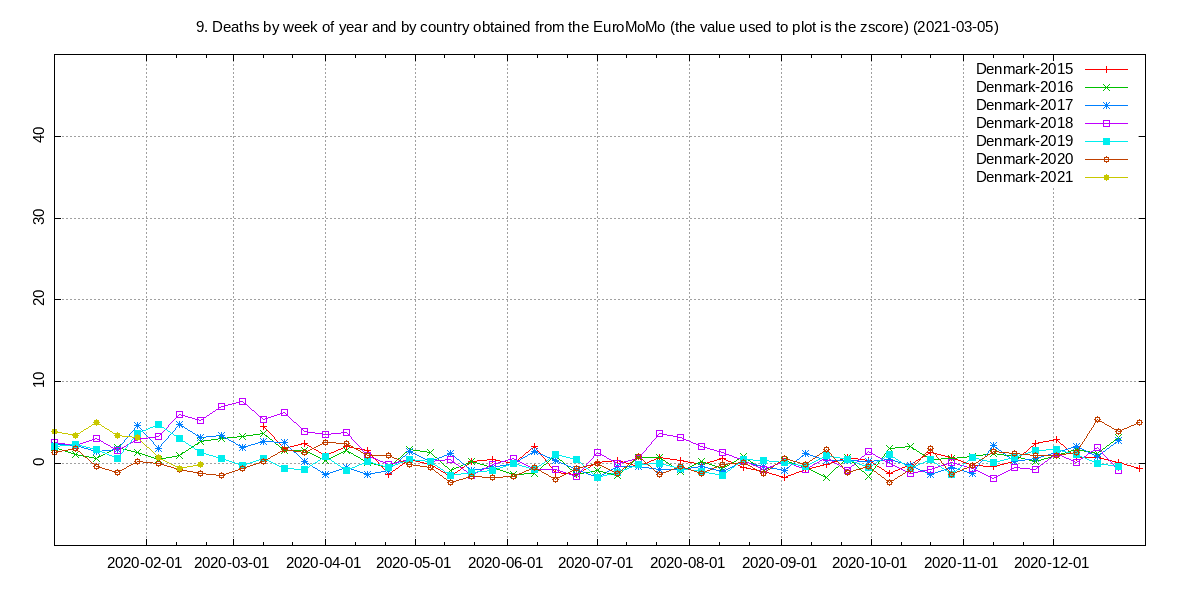 9. Deaths by week of year and by country obtained from the EuroMoMo (the value used to plot is the zscore) (2021-03-05)
Denmark-2015
Denmark-2016
Denmark-2017
Denmark-2018
Denmark-2019
Denmark-2020
Denmark-2021
40
30
20
10
0
2020-02-01 2020-03-01 2020-04-01 2020-05-01 2020-06-01 2020-07-01 2020-08-01 2020-09-01 2020-10-01 2020-11-01 2020-12-01